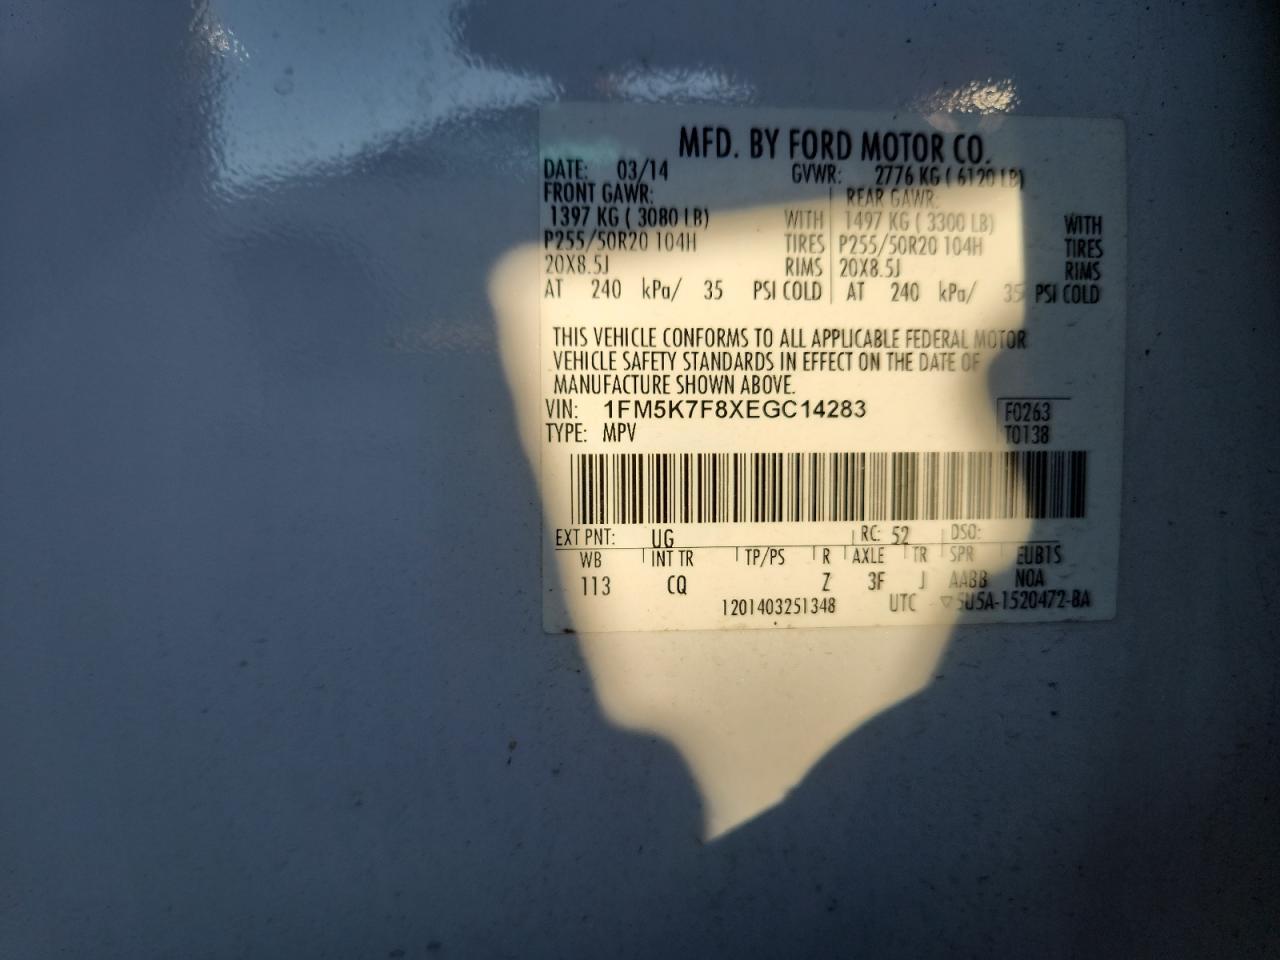 MFD. BY FORD MOTOR CO.
DATE: 03/14 GVWR: 2776 KG ( 6120 LB)
FRONT GAWR: REAR GAWR:
1397 KG ( 3080 LB) WITH 1497 KG ( 3300 LB) WITH
P255/50R20 104H TIRES P255/50R20 104H TIRES
20X8.5J RIMS 20X8.5J RIMS
AT 240 kPa/ 35 PSI COLD AT 240 kPa/ 35 PSI COLD
THIS VEHICLE CONFORMS TO ALL APPLICABLE FEDERAL MOTOR
VEHICLE SAFETY STANDARDS IN EFFECT ON THE DATE OF
MANUFACTURE SHOWN ABOVE.
VIN: 1FM5K7F8XEGC14283 F0263
TYPE: MPV T0138
EXT PNT: UG RC: 52 DSO:
WB INT TR TP/PS R AXLE TR SPR EUB1S
113 CQ Z 3F J AABB NOA
1201403251348 UTC ▽5U5A-1520472-BA